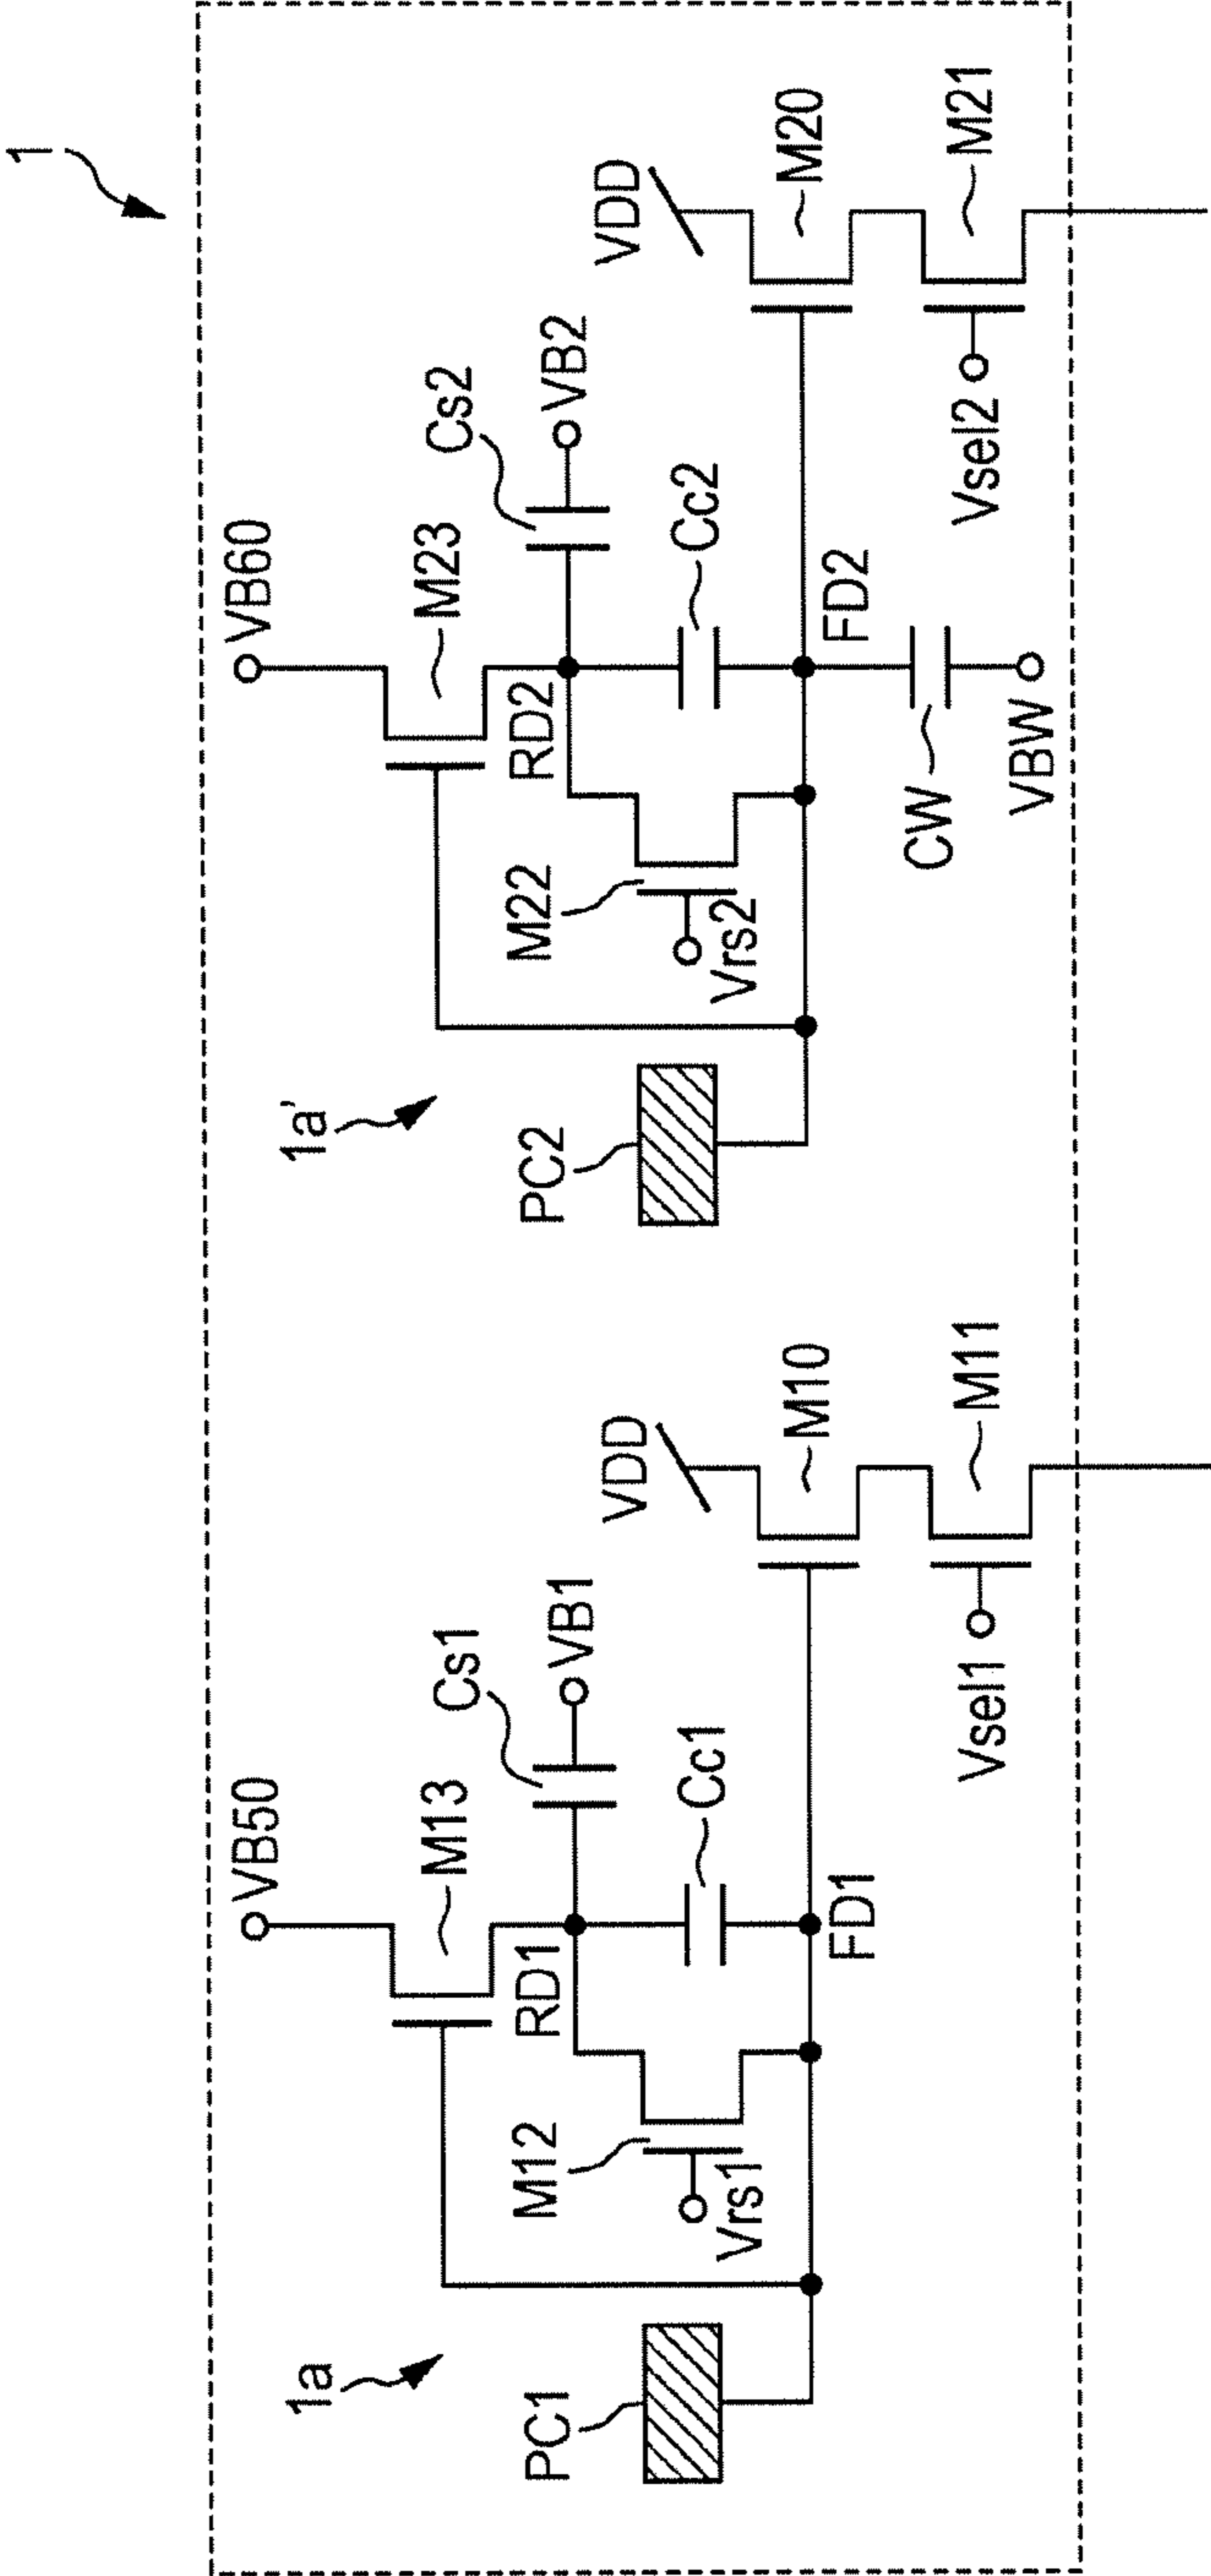 1
1a
VB50
M13
Cs1
VB1
RD1
M12
Vrs1
Cc1
PC1
FD1
VDD
M10
M11
Vsel1
1a'
VB60
M23
Cs2
VB2
RD2
M22
Vrs2
Cc2
PC2
FD2
CW
VBW
VDD
M20
M21
Vsel2